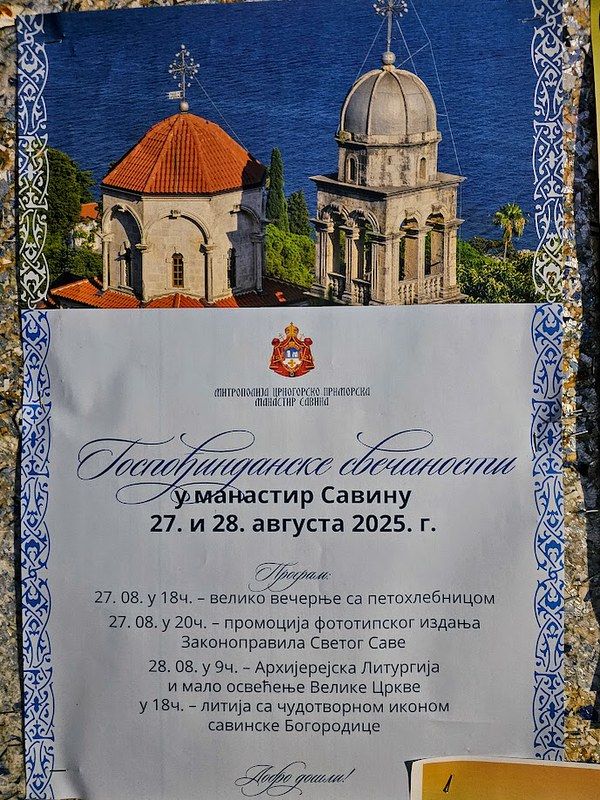 МИТРОПОЛИЈА ЦРНОГОРСКО ПРИМОРСКА
МАНАСТИР САВИНА
Госпођинданске свечаности
у манастир Савину
27. и 28. августа 2025. г.
Програм:
27. 08. у 18ч. – велико вечерње са петохлебницом
27. 08. у 20ч. – промоција фототипског издања
Законоправила Светог Саве
28. 08. у 9ч. – Архијерејска Литургија
и мало освећење Велике Цркве
у 18ч. – литија са чудотворном иконом
савинске Богородице
Добро дошли!